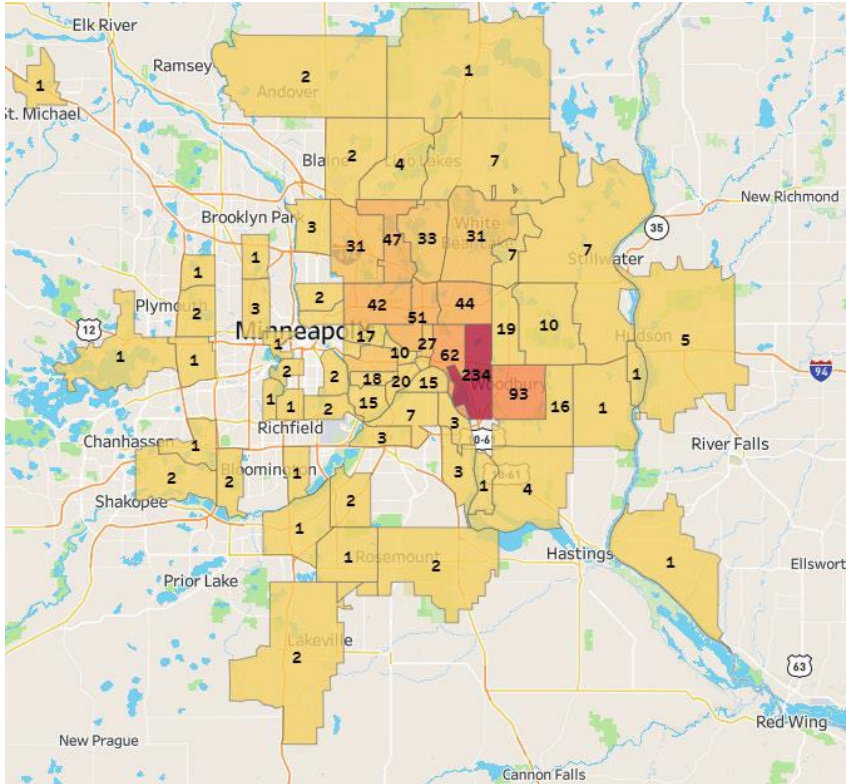 Elk River
Ramsey
2
1
1
Andover
St. Michael
Blaine
2
4
Lino Lakes
7
New Richmond
Brooklyn Park
3
31
47
33
White
Bear Lake
31
7
7
Stillwater
35
1
1
Plymouth
2
3
2
42
51
44
19
10
Hudson
5
12
Minneapolis
1
1
1
17
27
10
62
234
Woodbury
93
1
94
2
2
18
20
15
1
1
2
15
7
16
1
Richfield
3
3
Chanhassen
1
River Falls
Bloomington
2
2
1
3
1
4
Shakopee
2
1
Hastings
1
Rosemount
2
1
Ellswort
Prior Lake
Lakeville
2
63
Red Wing
New Prague
Cannon Falls